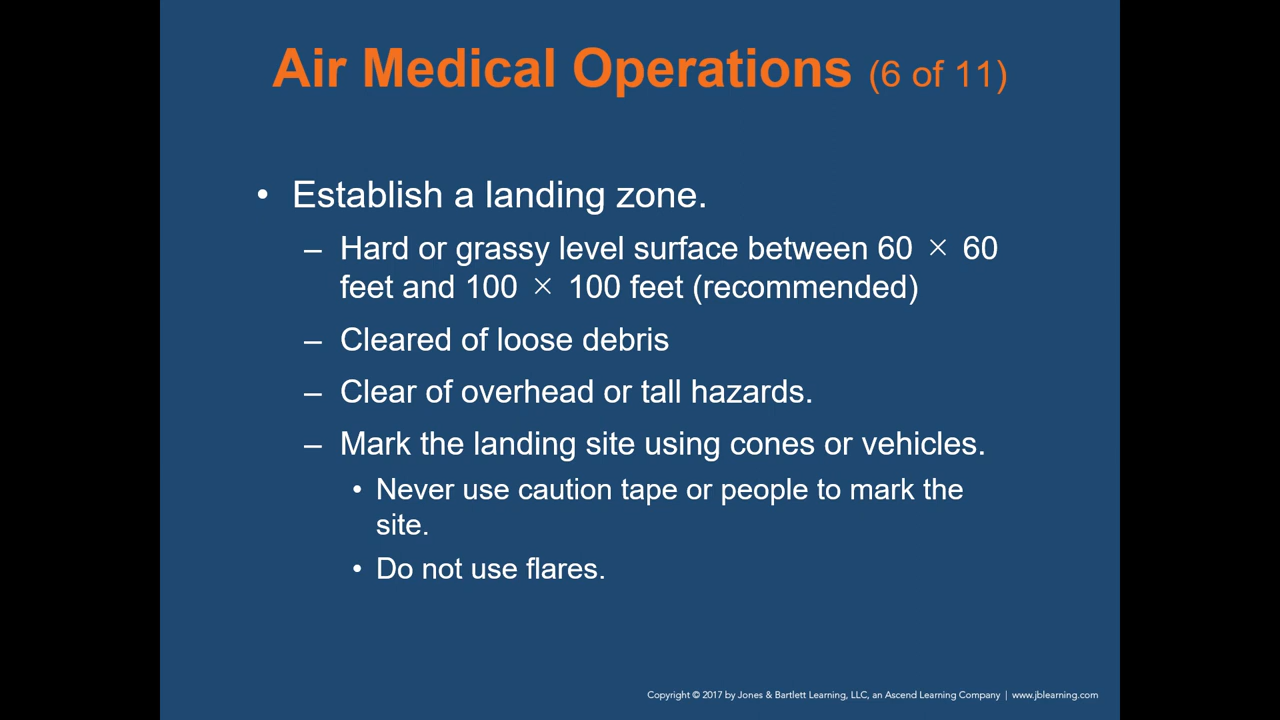 Air Medical Operations (6 of 11)
• Establish a landing zone.
– Hard or grassy level surface between 60 × 60
feet and 100 × 100 feet (recommended)
– Cleared of loose debris
– Clear of overhead or tall hazards.
– Mark the landing site using cones or vehicles.
• Never use caution tape or people to mark the
site.
• Do not use flares.
Copyright © 2017 by Jones & Bartlett Learning, LLC, an Ascend Learning Company | www.jblearning.com